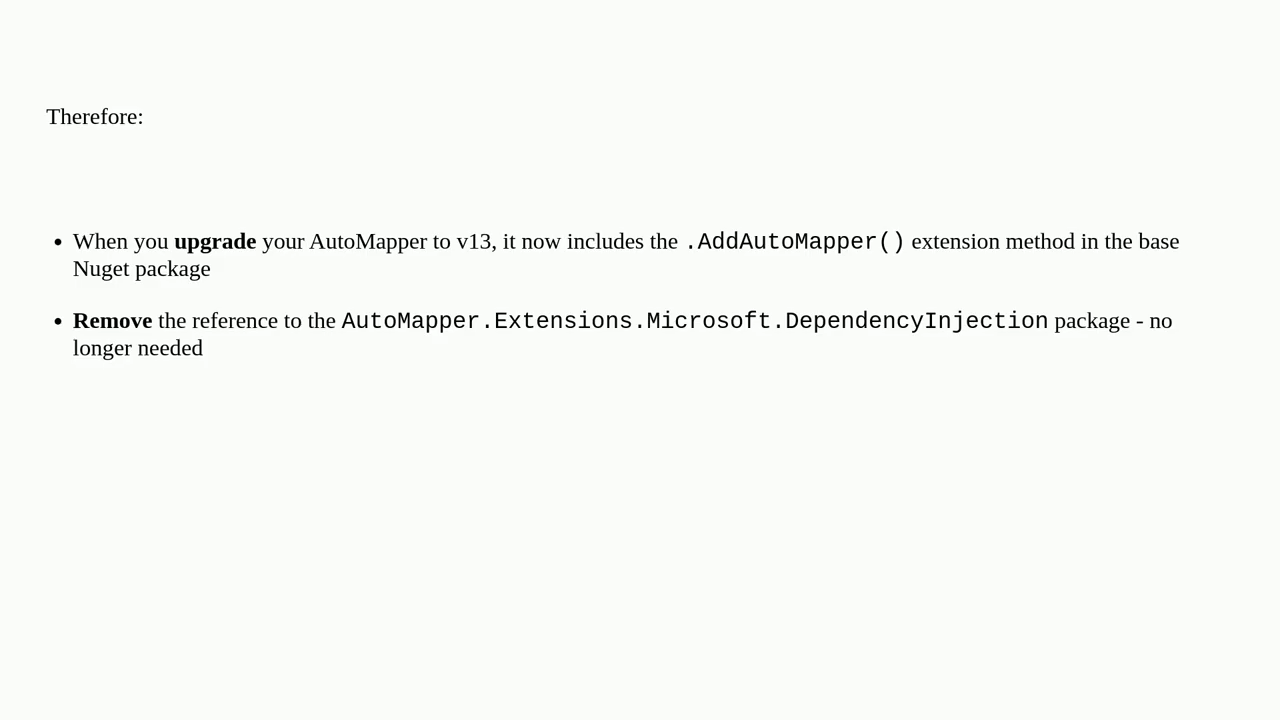 Therefore:
• When you upgrade your AutoMapper to v13, it now includes the .AddAutoMapper() extension method in the base
Nuget package
• Remove the reference to the AutoMapper.Extensions.Microsoft.DependencyInjection package - no
longer needed